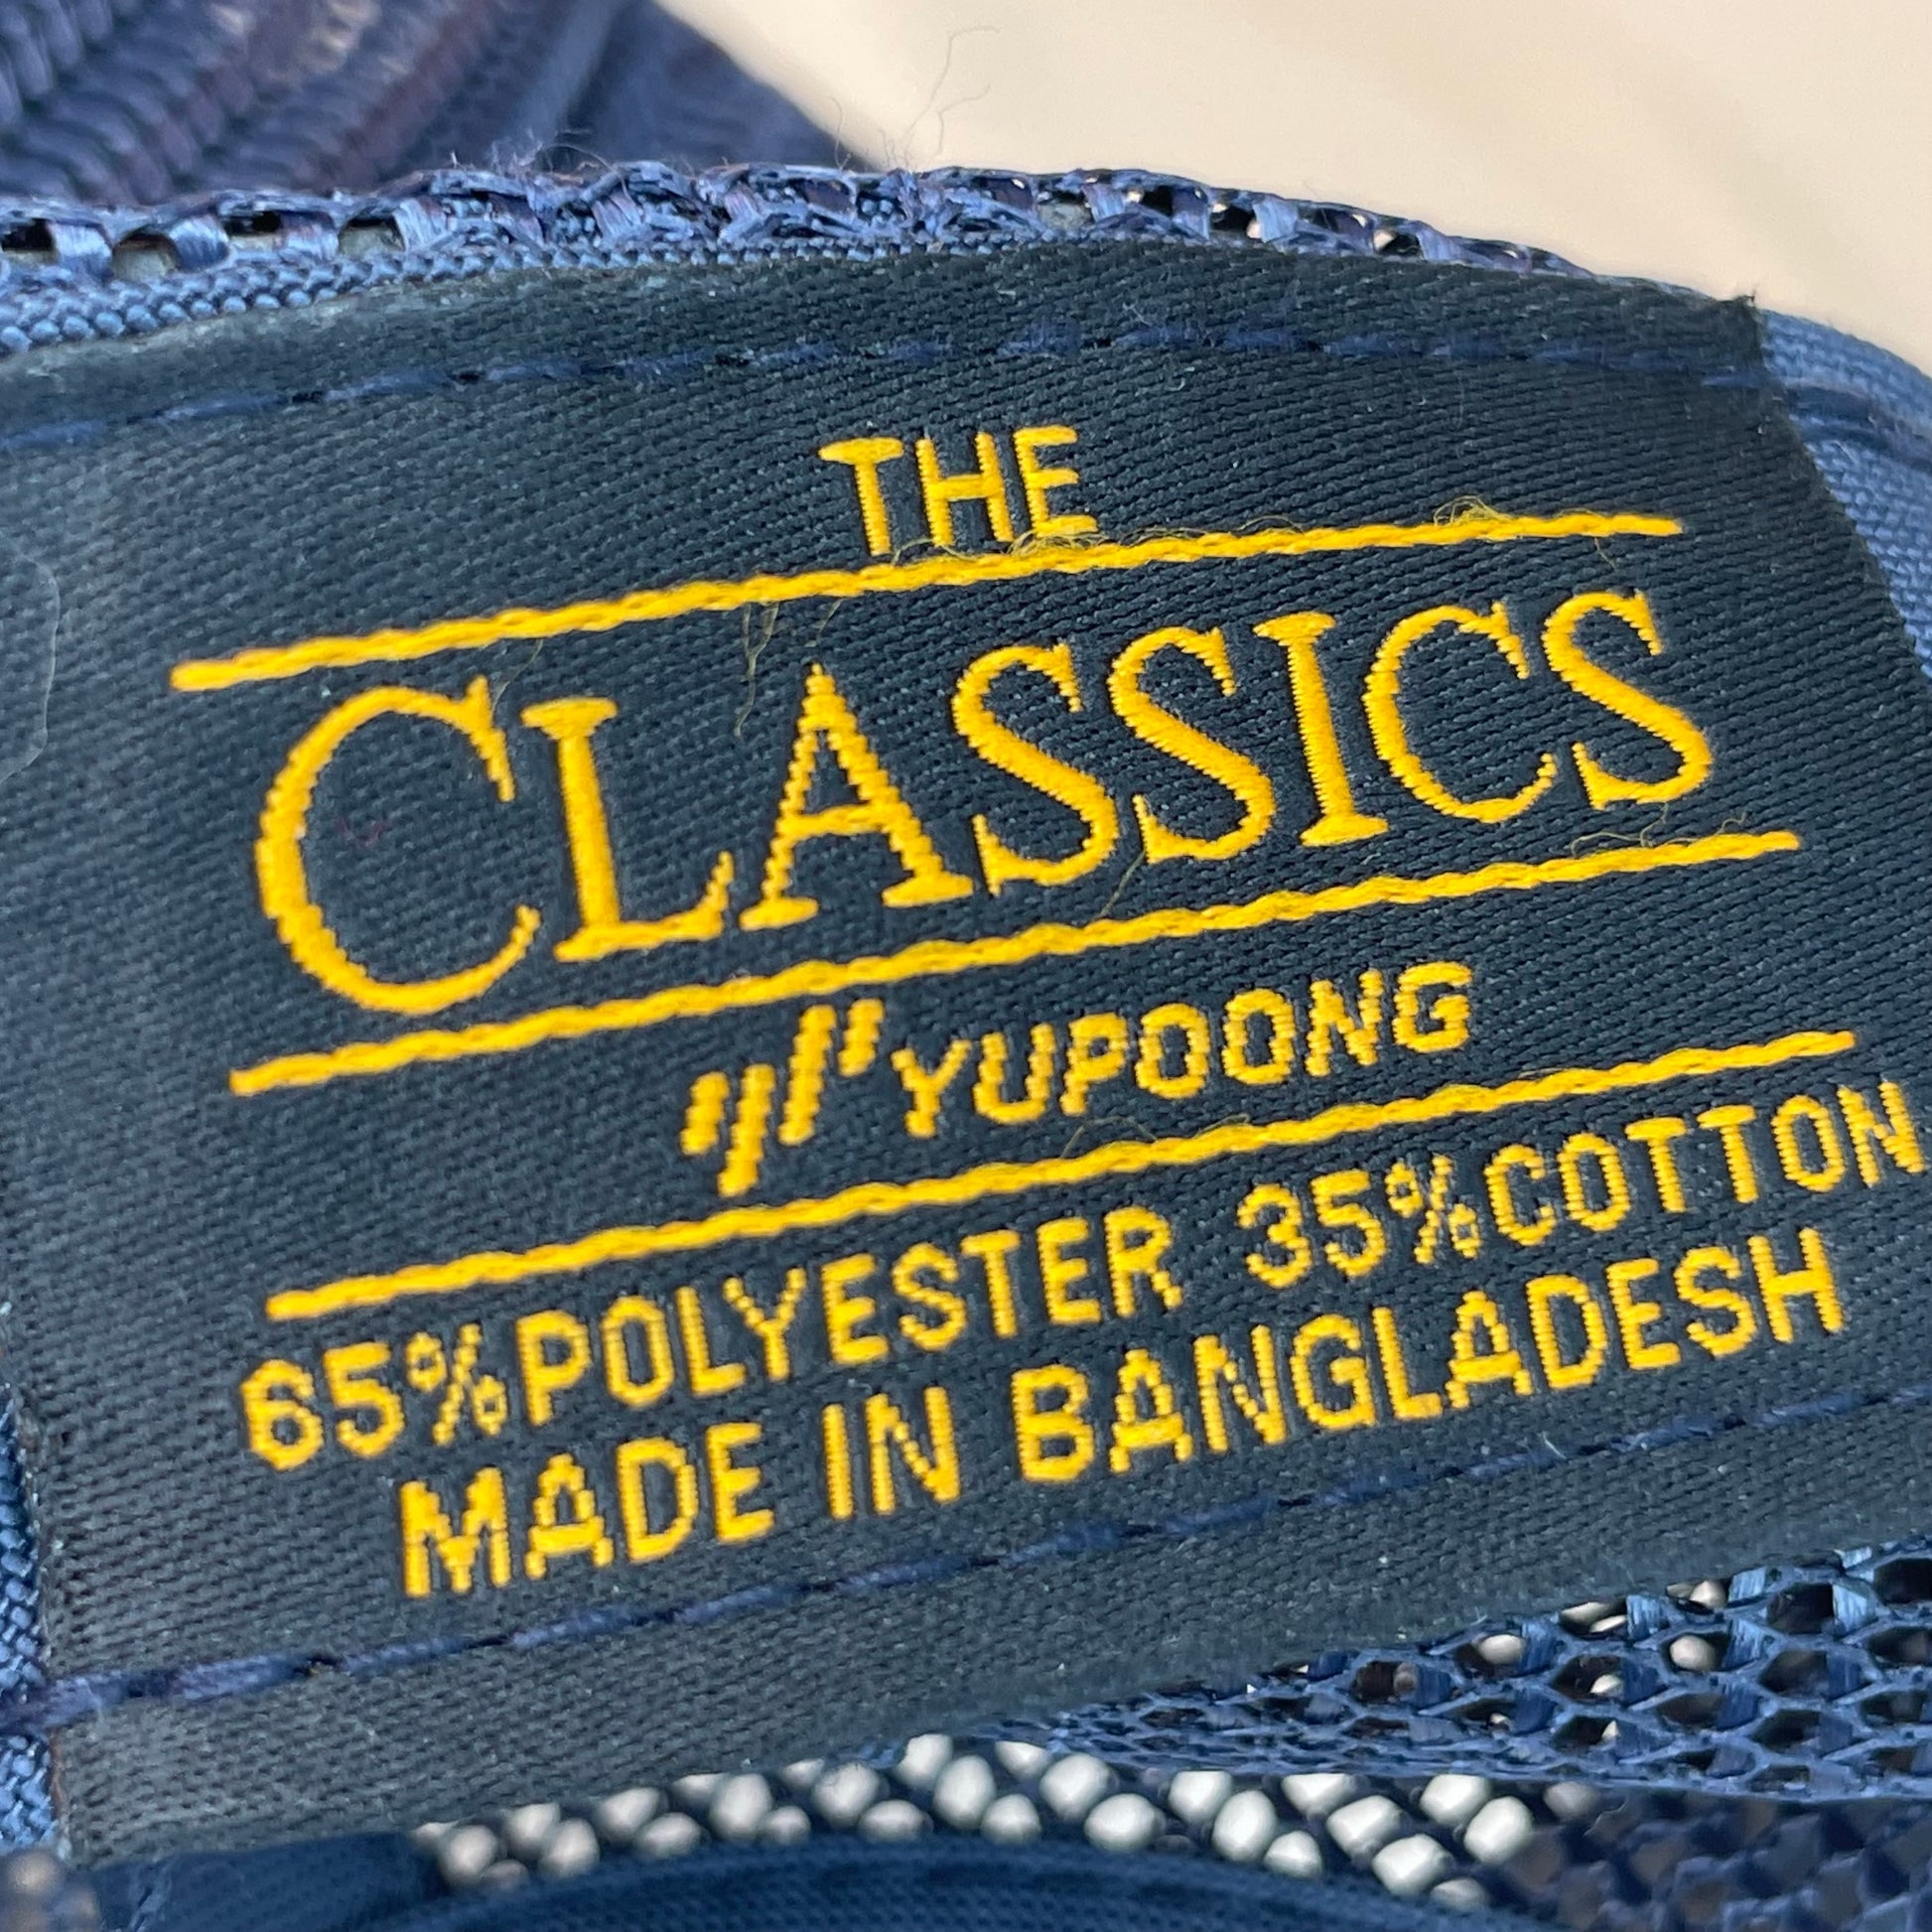 THE
CLASSICS
YUPOONG
65%POLYESTER 35%COTTON
MADE IN BANGLADESH